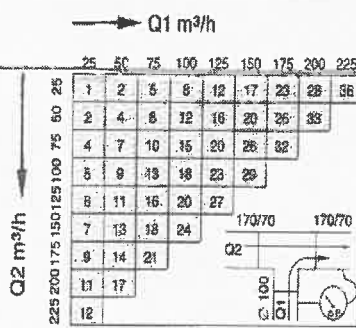 Q1 m³/h
25 50 75 100 125 150 175 200 225
25 1 2 5 8 12 17 23 28 36
50 2 4 8 12 16 20 26 33
75 4 7 10 15 20 26 32
100 5 9 13 18 23 29
125 8 11 16 20 27
150 7 13 18 24
175 9 14 21
200 11 17
225 12
Q2 m³/h
170/70 170/70
Q2
Q1
100